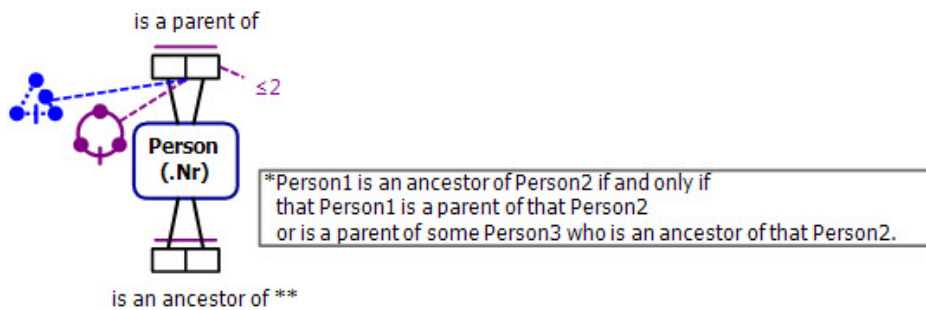 is a parent of
≤2
Person
(.Nr)
*Person1 is an ancestor of Person2 if and only if
that Person1 is a parent of that Person2
or is a parent of some Person3 who is an ancestor of that Person2.
is an ancestor of **